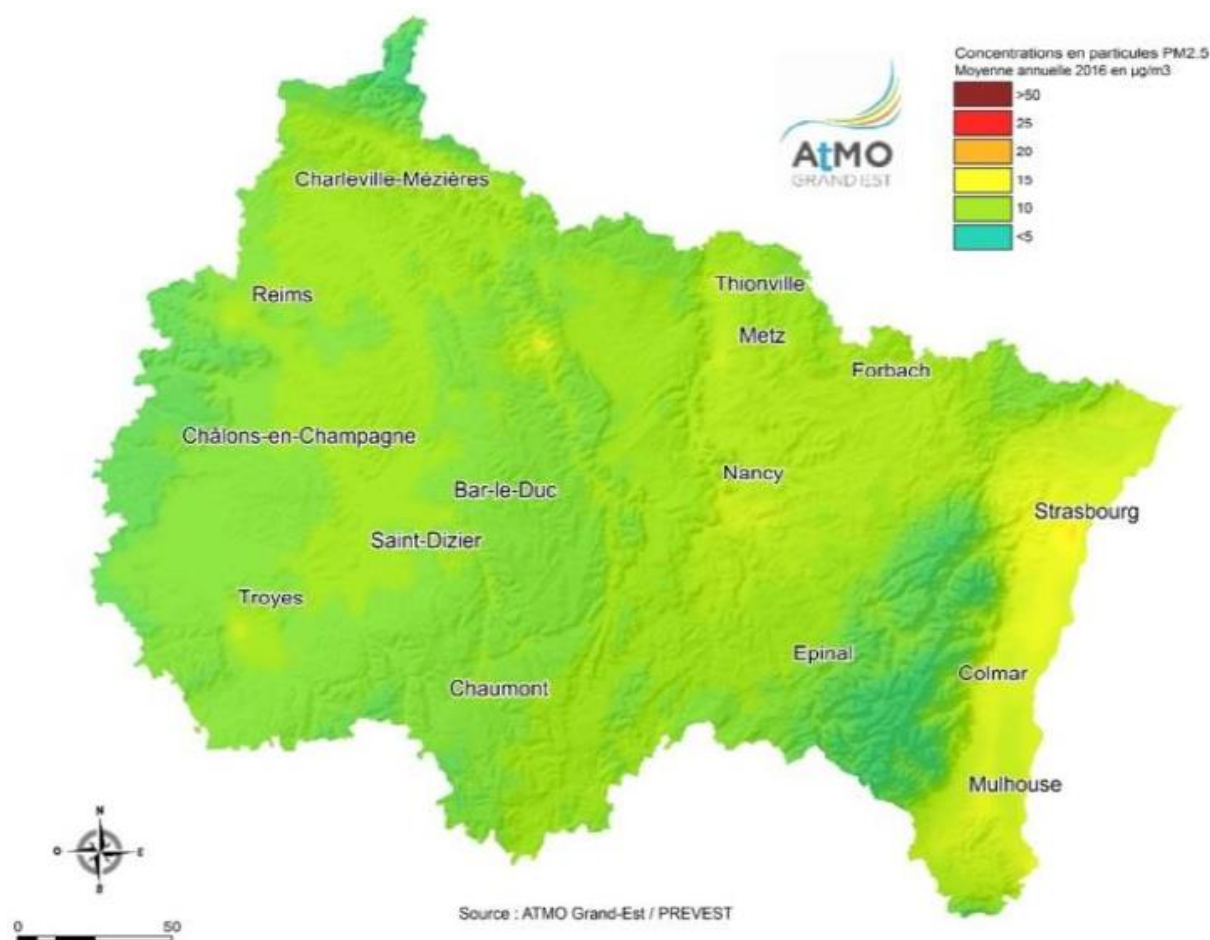 Concentrations en particules PM2.5
Moyenne annuelle 2016 en µg/m3
>50
25
20
15
10
<5
AtMO
GRAND EST
Charleville-Mézières
Reims
Thionville
Metz
Forbach
Châlons-en-Champagne
Nancy
Bar-le-Duc
Strasbourg
Saint-Dizier
Troyes
Epinal
Colmar
Chaumont
Mulhouse
N
O
E
S
Source : ATMO Grand-Est / PREVEST
0 50